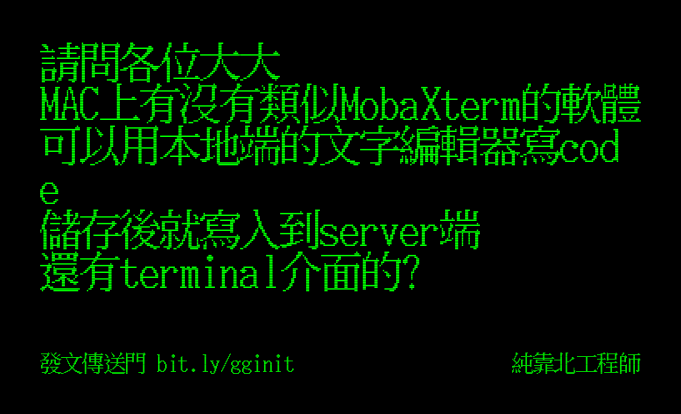 請問各位大大
MAC上有沒有類似MobaXterm的軟體
可以用本地端的文字編輯器寫cod
e
儲存後就寫入到server端
還有terminal介面的?
發文傳送門 bit.ly/gginit
純靠北工程師